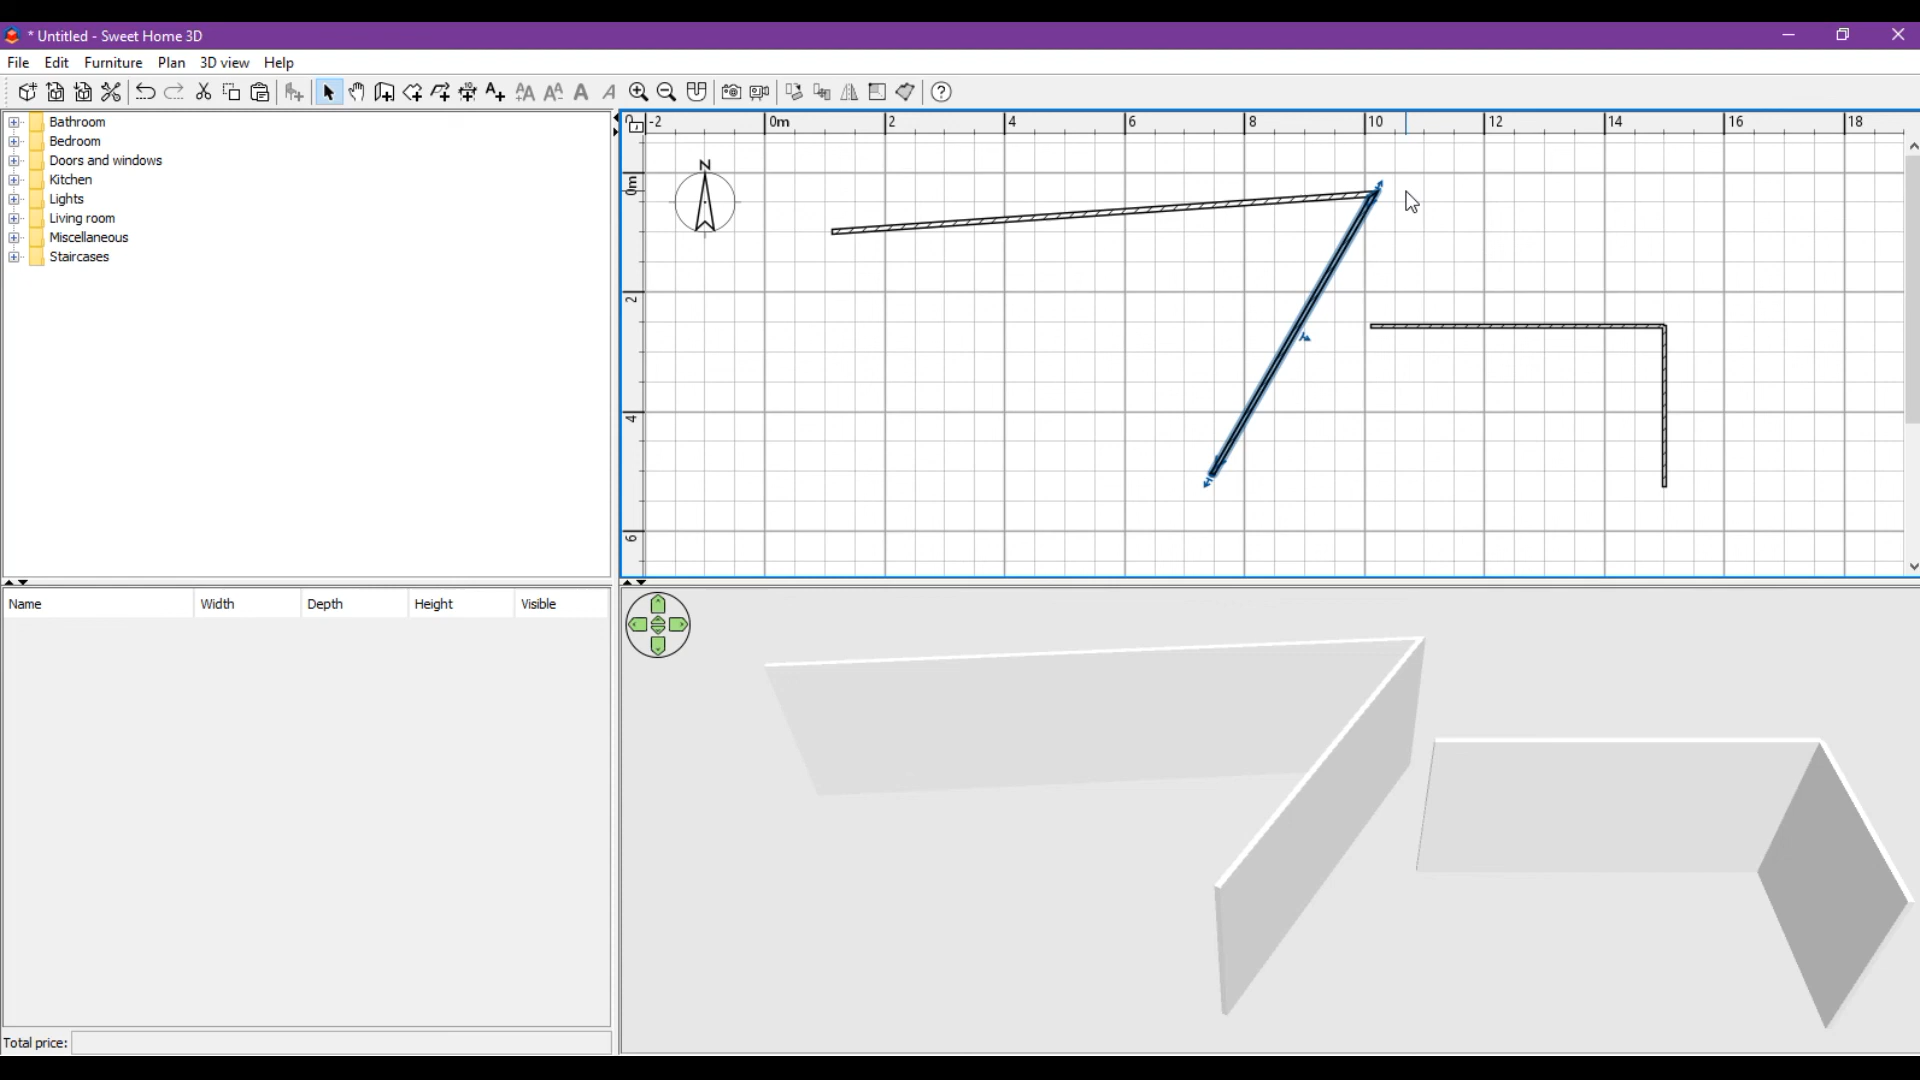 * Untitled - Sweet Home 3D
File Edit Furniture Plan 3D view Help
Bathroom
Bedroom
Doors and windows
Kitchen
Lights
Living room
Miscellaneous
Staircases
-2 0m 2 4 6 8 10 12 14 16 18
N
0m
2
4
6
Name Width Depth Height Visible
Total price: